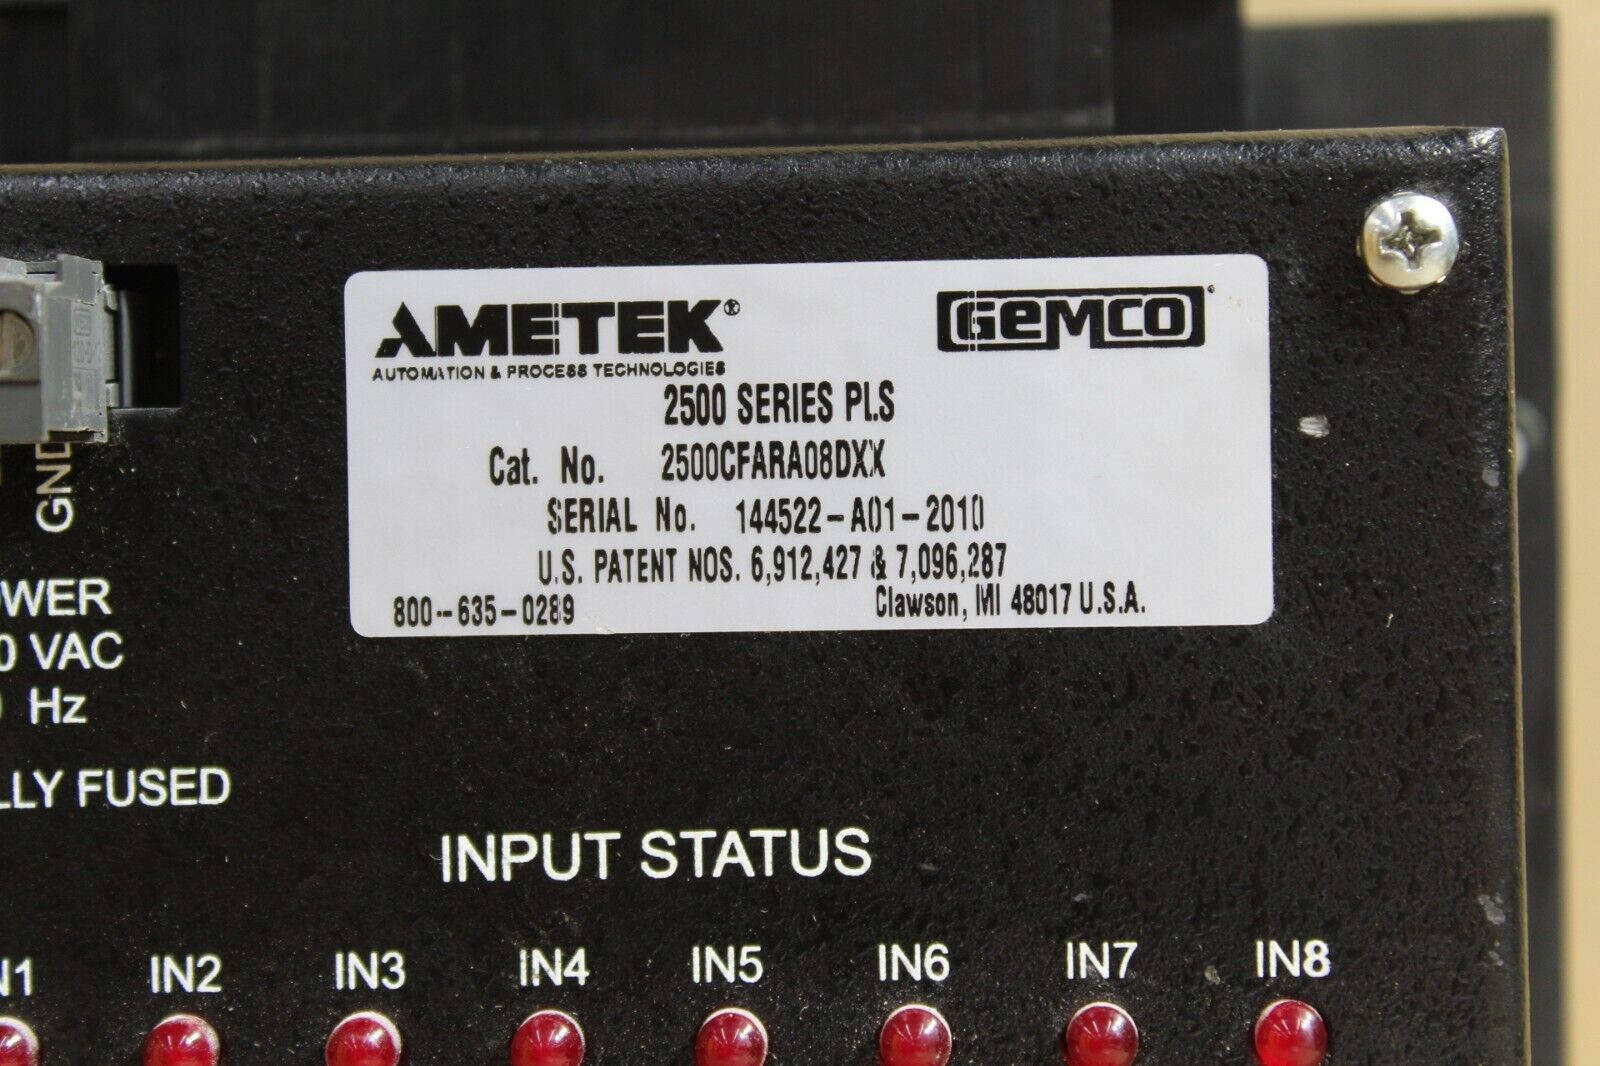 AMETEK®
GEMCO
AUTOMATION & PROCESS TECHNOLOGIES
2500 SERIES PLS
Cat. No. 2500CFARA08DXX
SERIAL No. 144522-A01-2010
U.S. PATENT NOS. 6,912,427 & 7,096,287
800-635-0289 Clawson, MI 48017 U.S.A.
GND
OWER
0 VAC
Hz
LLY FUSED
INPUT STATUS
N1 IN2 IN3 IN4 IN5 IN6 IN7 IN8